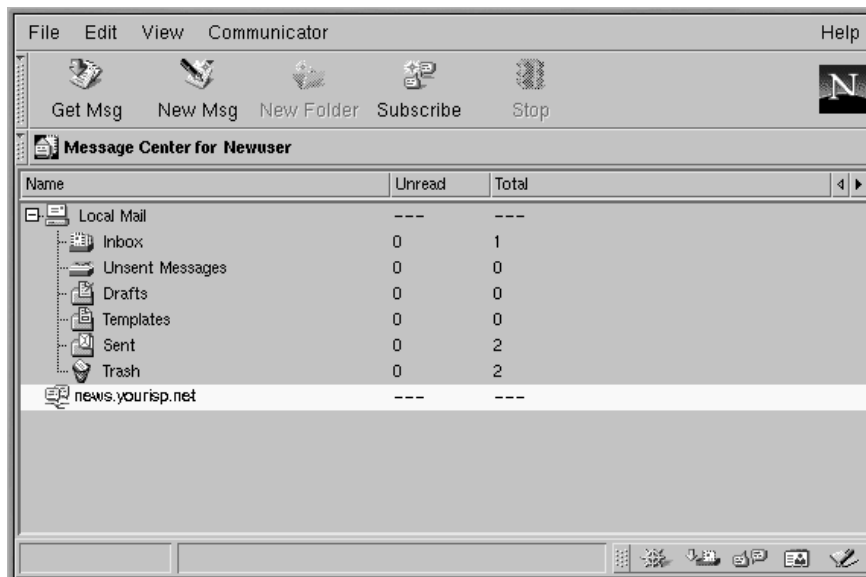 File Edit View Communicator Help
Get Msg New Msg New Folder Subscribe Stop
N
Message Center for Newuser
Name Unread Total
Local Mail --- ---
Inbox 0 1
Unsent Messages 0 0
Drafts 0 0
Templates 0 0
Sent 0 2
Trash 0 2
news.yourisp.net --- ---